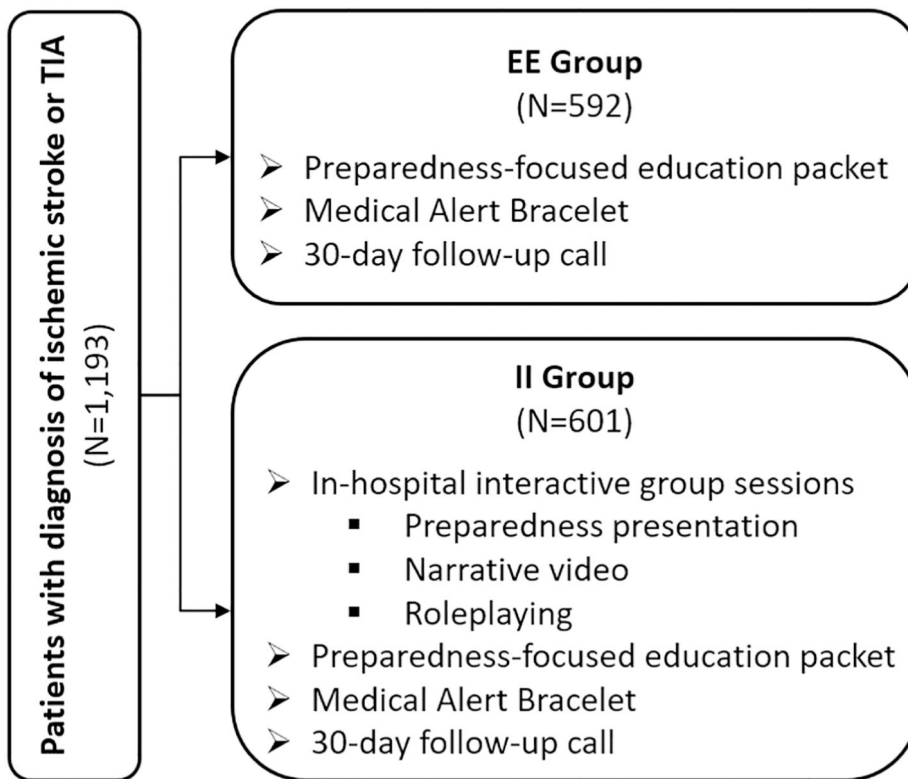 Patients with diagnosis of ischemic stroke or TIA
(N=1,193)
EE Group
(N=592)
➢ Preparedness-focused education packet
➢ Medical Alert Bracelet
➢ 30-day follow-up call
II Group
(N=601)
➢ In-hospital interactive group sessions
▪ Preparedness presentation
▪ Narrative video
▪ Roleplaying
➢ Preparedness-focused education packet
➢ Medical Alert Bracelet
➢ 30-day follow-up call